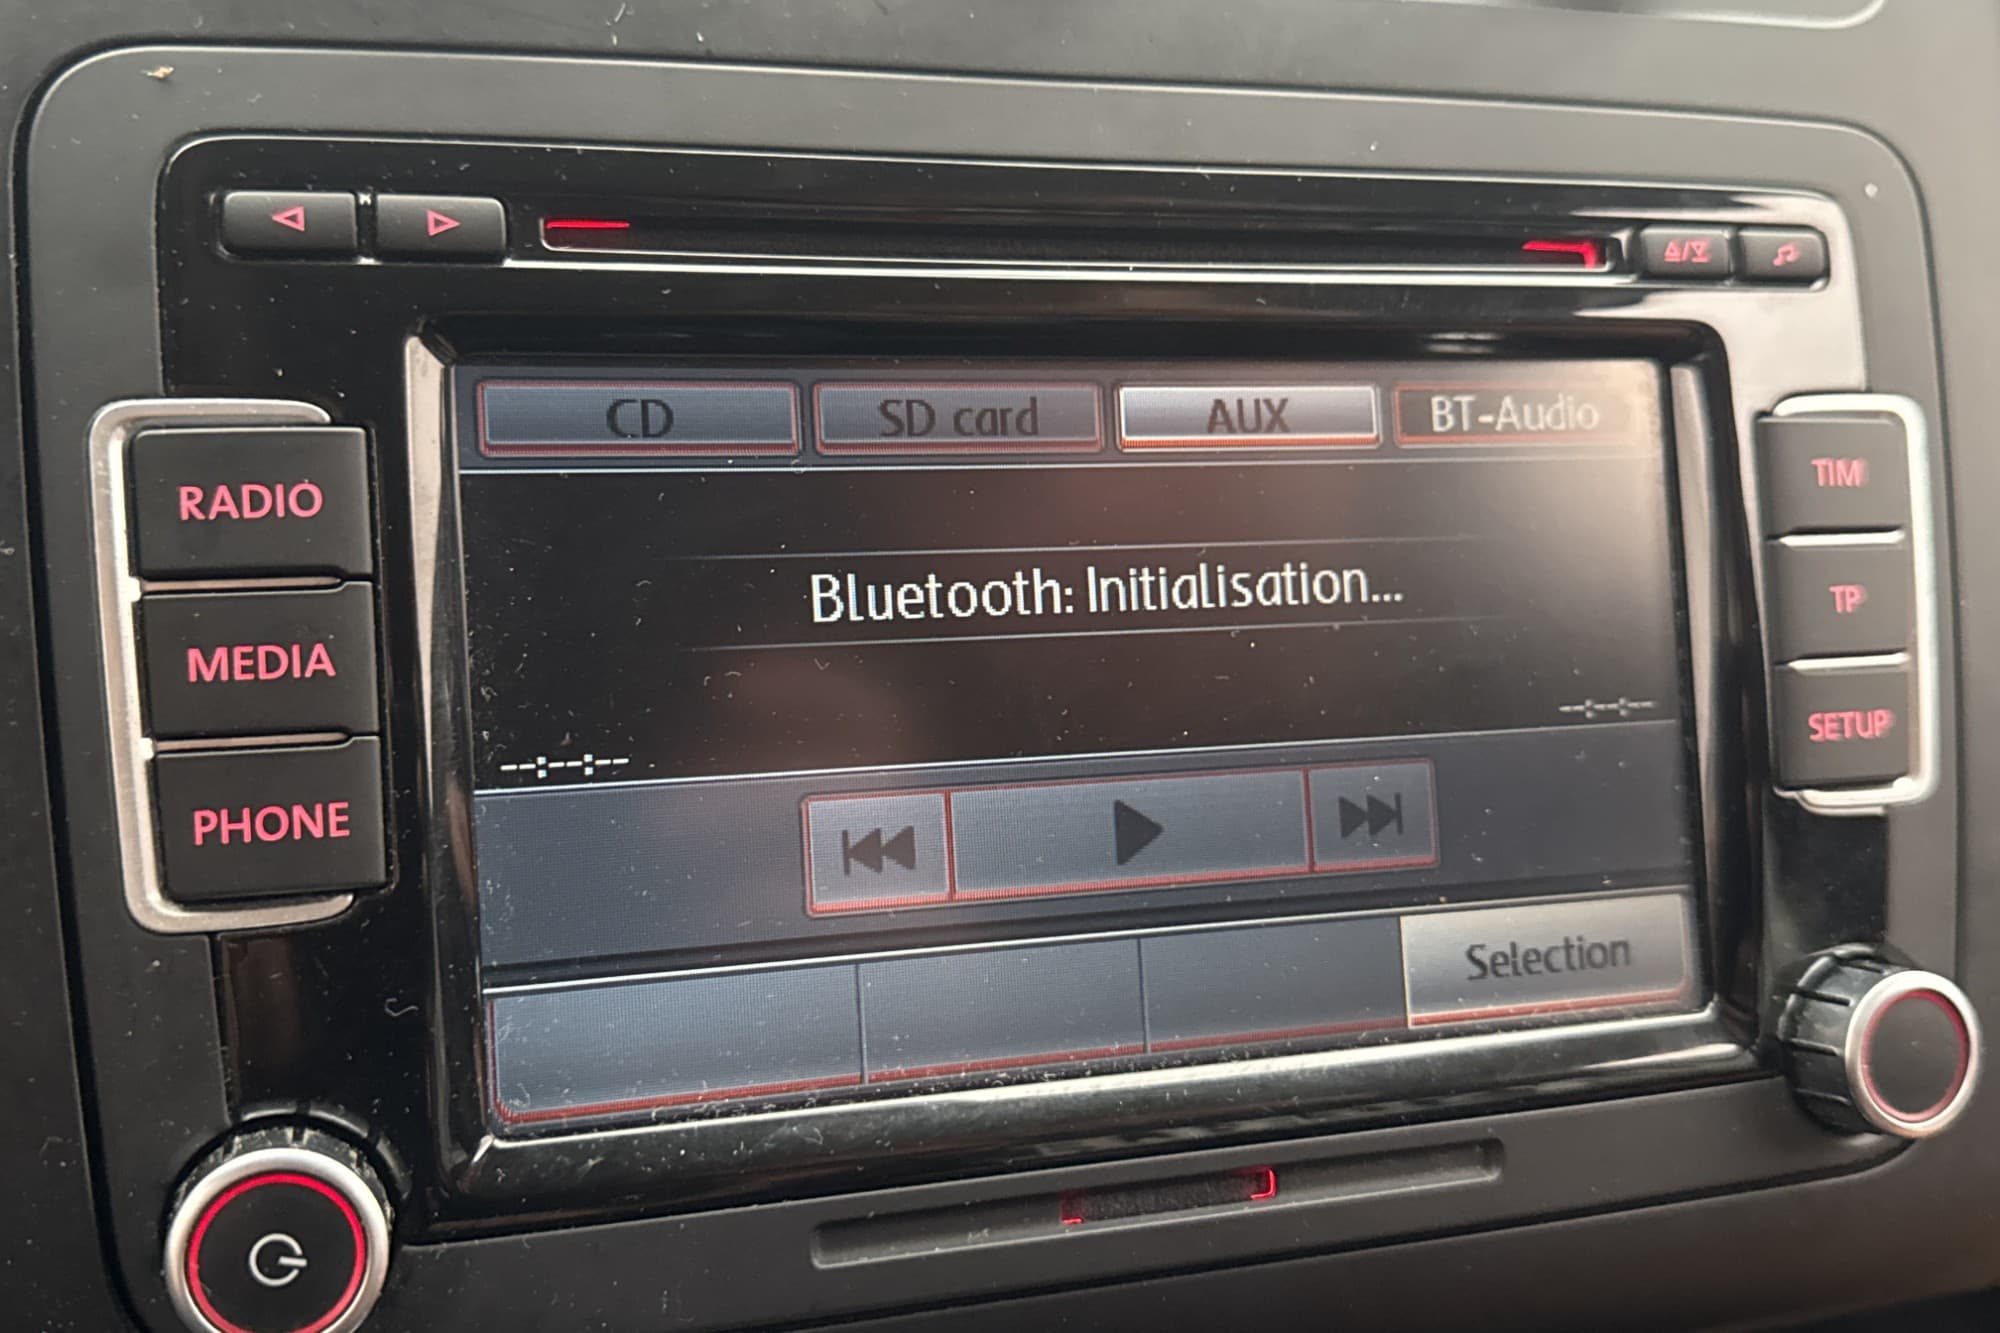 CD SD card AUX BT-Audio
RADIO
MEDIA
PHONE
Bluetooth: Initialisation...
--:--:--
--:--:--
Selection
TIM
TP
SETUP